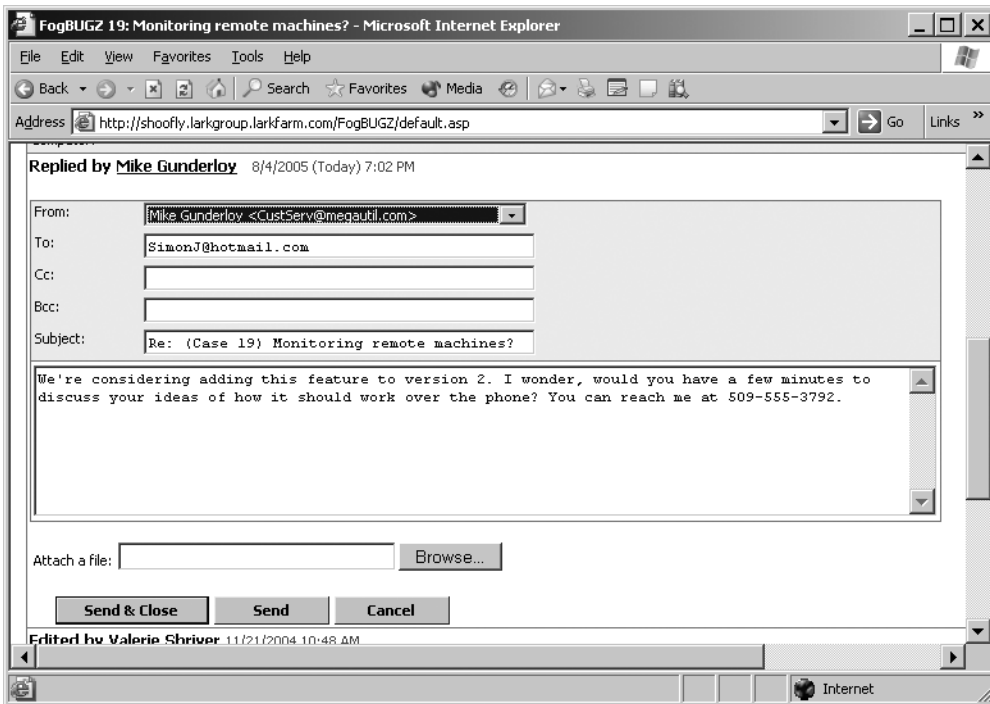 FogBUGZ 19: Monitoring remote machines? - Microsoft Internet Explorer
File Edit View Favorites Tools Help
Back Search Favorites Media
Address http://shoofly.larkgroup.larkfarm.com/FogBUGZ/default.asp Go Links »
computer.
Replied by Mike Gunderloy 8/4/2005 (Today) 7:02 PM
From: Mike Gunderloy <CustServ@megautil.com>
To: SimonJ@hotmail.com
Cc:
Bcc:
Subject: Re: (Case 19) Monitoring remote machines?
We're considering adding this feature to version 2. I wonder, would you have a few minutes to
discuss your ideas of how it should work over the phone? You can reach me at 509-555-3792.
Attach a file: Browse...
Send & Close Send Cancel
Edited by Valerie Shriver 11/21/2004 10:48 AM
Internet